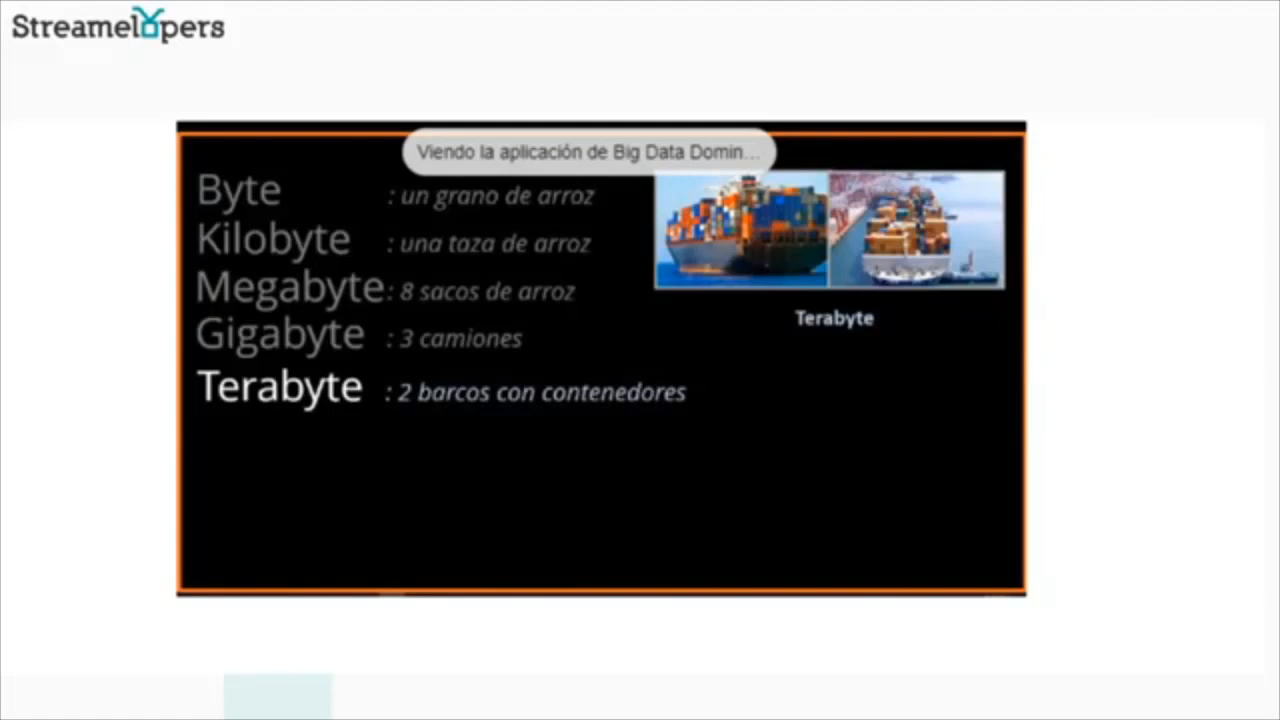 Streamelopers
Viendo la aplicación de Big Data Domin...
Byte : un grano de arroz
Kilobyte : una taza de arroz
Megabyte : 8 sacos de arroz
Gigabyte : 3 camiones
Terabyte : 2 barcos con contenedores
Terabyte